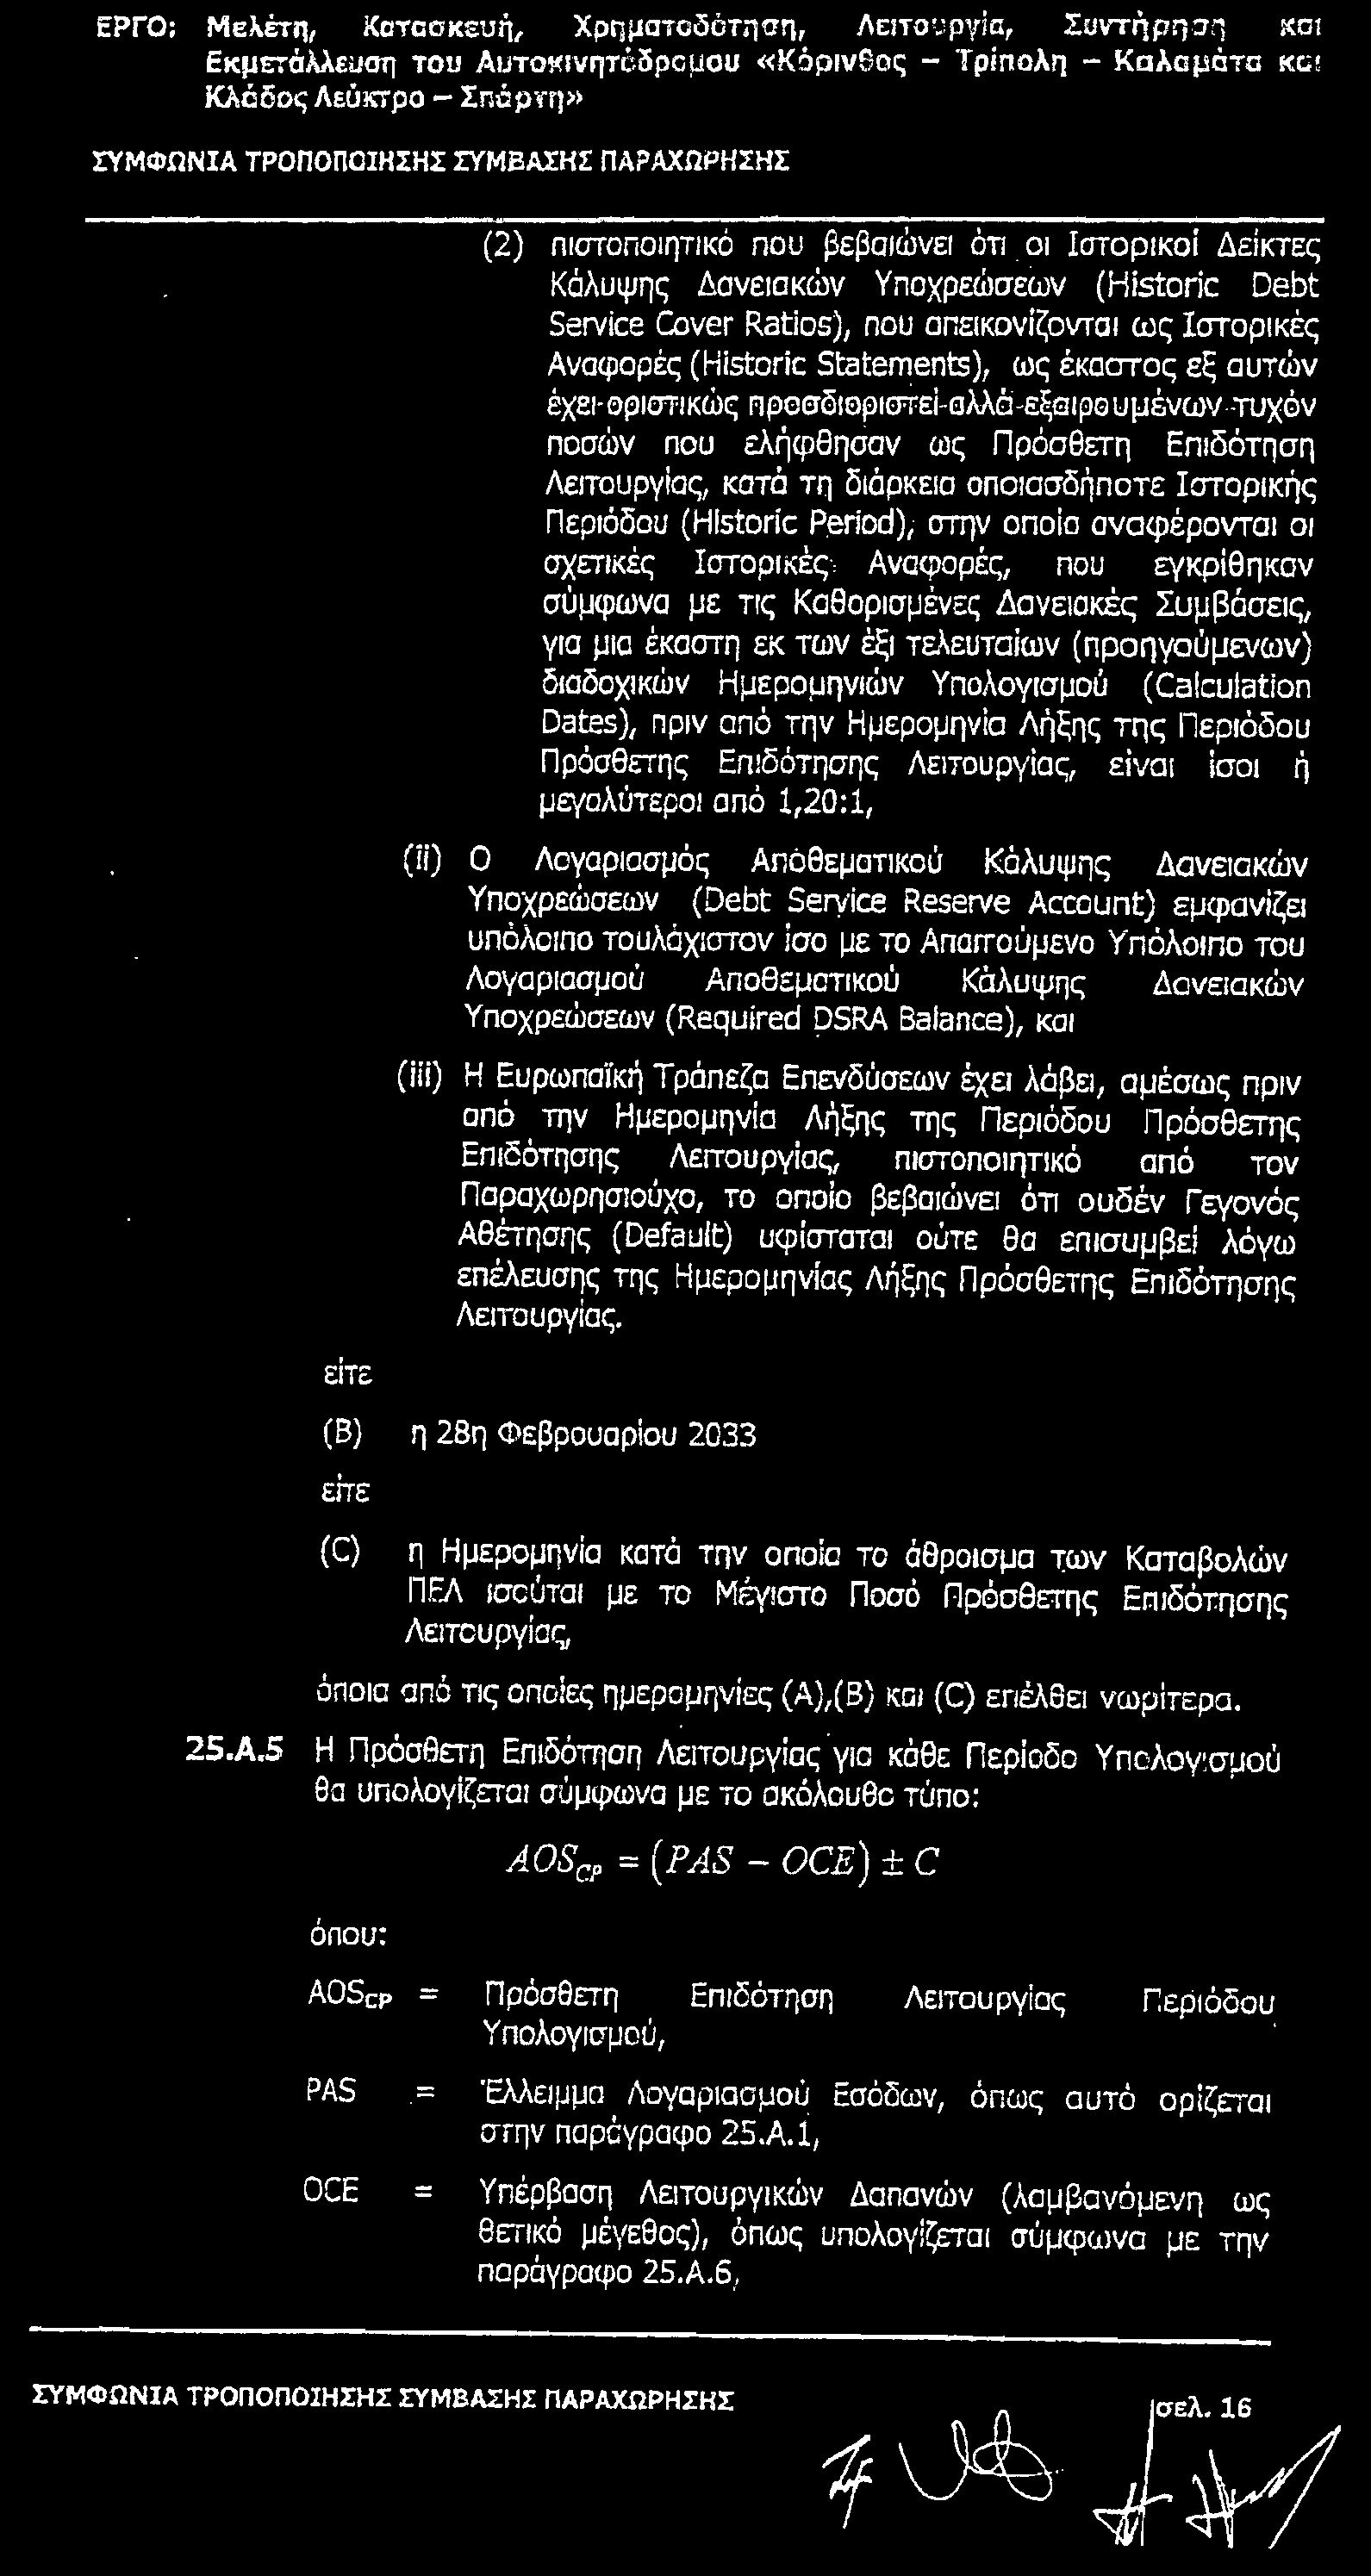 ΕΡΓΟ: Μελέτη, Κατασκευή, Χρηματοδότηση, Λειτουργία, Συντήρηση και
Εκμετάλλευση του Αυτοκινητόδρομου «Κόρινθος – Τρίπολη – Καλαμάτα και
Κλάδος Λεύκτρο – Σπάρτη»
ΣΥΜΦΩΝΙΑ ΤΡΟΠΟΠΟΙΗΣΗΣ ΣΥΜΒΑΣΗΣ ΠΑΡΑΧΩΡΗΣΗΣ
(2) πιστοποιητικό που βεβαιώνει ότι οι Ιστορικοί Δείκτες
Κάλυψης Δανειακών Υποχρεώσεων (Historic Debt
Service Cover Ratios), που απεικονίζονται ως Ιστορικές
Αναφορές (Historic Statements), ως έκαστος εξ αυτών
έχει οριστικώς προσδιοριστεί αλλά εξαιρουμένων τυχόν
ποσών που ελήφθησαν ως Πρόσθετη Επιδότηση
Λειτουργίας, κατά τη διάρκεια οποιασδήποτε Ιστορικής
Περιόδου (Historic Period), στην οποία αναφέρονται οι
σχετικές Ιστορικές Αναφορές, που εγκρίθηκαν
σύμφωνα με τις Καθορισμένες Δανειακές Συμβάσεις,
για μια έκαστη εκ των έξι τελευταίων (προηγούμενων)
διαδοχικών Ημερομηνιών Υπολογισμού (Calculation
Dates), πριν από την Ημερομηνία Λήξης της Περιόδου
Πρόσθετης Επιδότησης Λειτουργίας, είναι ίσοι ή
μεγαλύτεροι από 1,20:1,
(ii) Ο Λογαριασμός Αποθεματικού Κάλυψης Δανειακών
Υποχρεώσεων (Debt Service Reserve Account) εμφανίζει
υπόλοιπο τουλάχιστον ίσο με το Απαιτούμενο Υπόλοιπο του
Λογαριασμού Αποθεματικού Κάλυψης Δανειακών
Υποχρεώσεων (Required DSRA Balance), και
(iii) Η Ευρωπαϊκή Τράπεζα Επενδύσεων έχει λάβει, αμέσως πριν
από την Ημερομηνία Λήξης της Περιόδου Πρόσθετης
Επιδότησης Λειτουργίας, πιστοποιητικό από τον
Παραχωρησιούχο, το οποίο βεβαιώνει ότι ουδέν Γεγονός
Αθέτησης (Default) υφίσταται ούτε θα επισυμβεί λόγω
επέλευσης της Ημερομηνίας Λήξης Πρόσθετης Επιδότησης
Λειτουργίας.
είτε
(B) η 28η Φεβρουαρίου 2033
είτε
(C) η Ημερομηνία κατά την οποία το άθροισμα των Καταβολών
ΠΕΛ ισούται με το Μέγιστο Ποσό Πρόσθετης Επιδότησης
Λειτουργίας,
όποια από τις οποίες ημερομηνίες (A),(B) και (C) επέλθει νωρίτερα.
25.A.5 Η Πρόσθετη Επιδότηση Λειτουργίας για κάθε Περίοδο Υπολογισμού
θα υπολογίζεται σύμφωνα με το ακόλουθο τύπο:
AOS_CP = (PAS – OCE) ± C
όπου:
AOS_CP = Πρόσθετη Επιδότηση Λειτουργίας Περιόδου
Υπολογισμού,
PAS = Έλλειμμα Λογαριασμού Εσόδων, όπως αυτό ορίζεται
στην παράγραφο 25.A.1,
OCE = Υπέρβαση Λειτουργικών Δαπανών (λαμβανόμενη ως
θετικό μέγεθος), όπως υπολογίζεται σύμφωνα με την
παράγραφο 25.A.6,
ΣΥΜΦΩΝΙΑ ΤΡΟΠΟΠΟΙΗΣΗΣ ΣΥΜΒΑΣΗΣ ΠΑΡΑΧΩΡΗΣΗΣ
σελ. 16